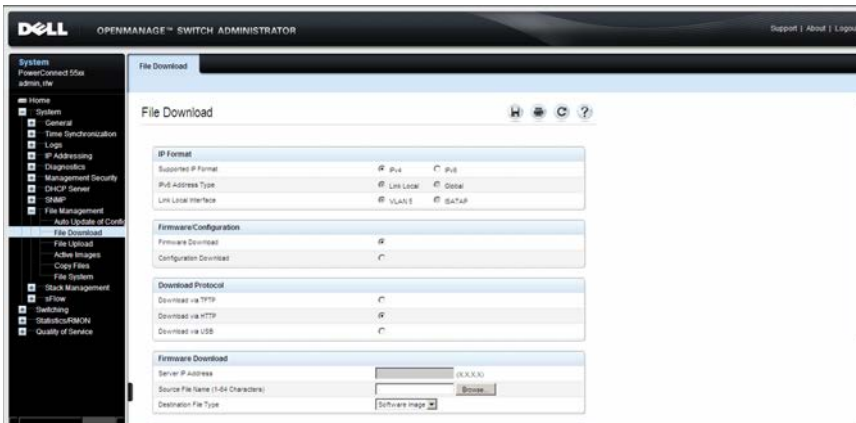 DELL OPENMANAGE™ SWITCH ADMINISTRATOR Support | About | Logou
System
PowerConnect 55xx
admin, r/w
Home
System
General
Time Synchronization
Logs
IP Addressing
Diagnostics
Management Security
DHCP Server
SNMP
File Management
Auto Update of Config
File Download
File Upload
Active Images
Copy Files
File System
Stack Management
sFlow
Switching
Statistics/RMON
Quality of Service
File Download
File Download
IP Format
Supported IP Format IPv4 IPv6
IPv6 Address Type Link Local Global
Link Local Interface VLAN 1 ISATAP
Firmware/Configuration
Firmware Download
Configuration Download
Download Protocol
Download via TFTP
Download via HTTP
Download via USB
Firmware Download
Server IP Address (X.X.X.X)
Source File Name (1-64 Characters) Browse...
Destination File Type Software Image